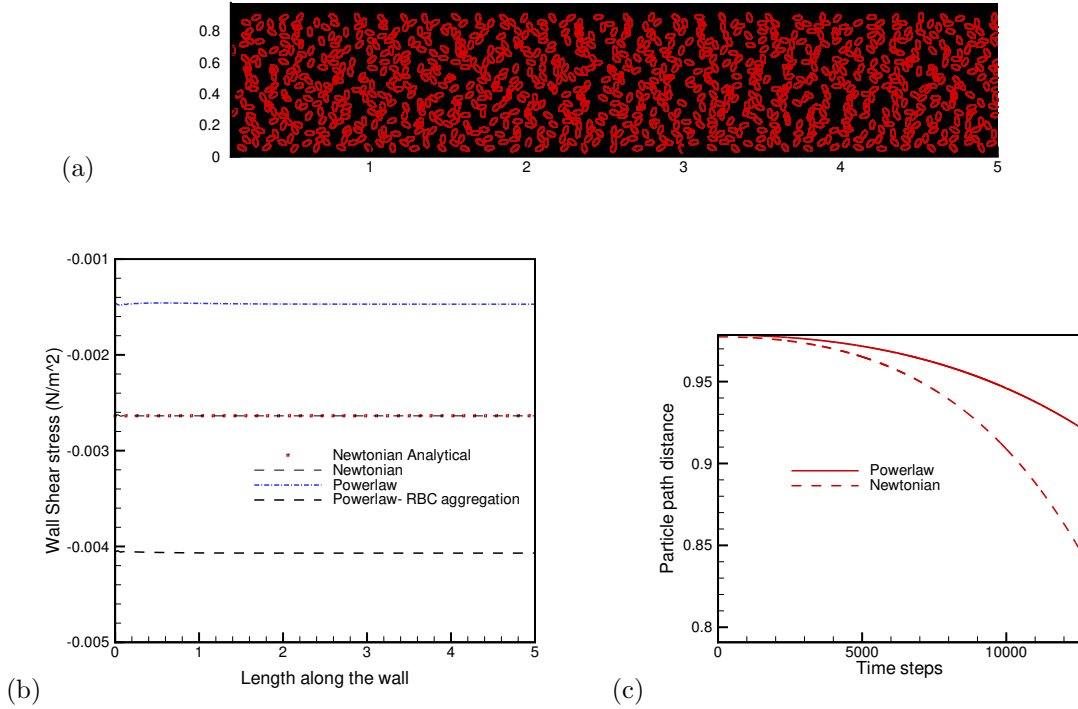 0.8
0.6
0.4
0.2
0
1 2 3 4 5
(a)
-0.001
-0.002
-0.003
-0.004
-0.005
Wall Shear stress (N/m^2)
Newtonian Analytical
Newtonian
Powerlaw
Powerlaw- RBC aggregation
0 1 2 3 4 5
Length along the wall
(b)
0.95
0.9
0.85
0.8
Particle path distance
Powerlaw
Newtonian
5000 10000
Time steps
(c)